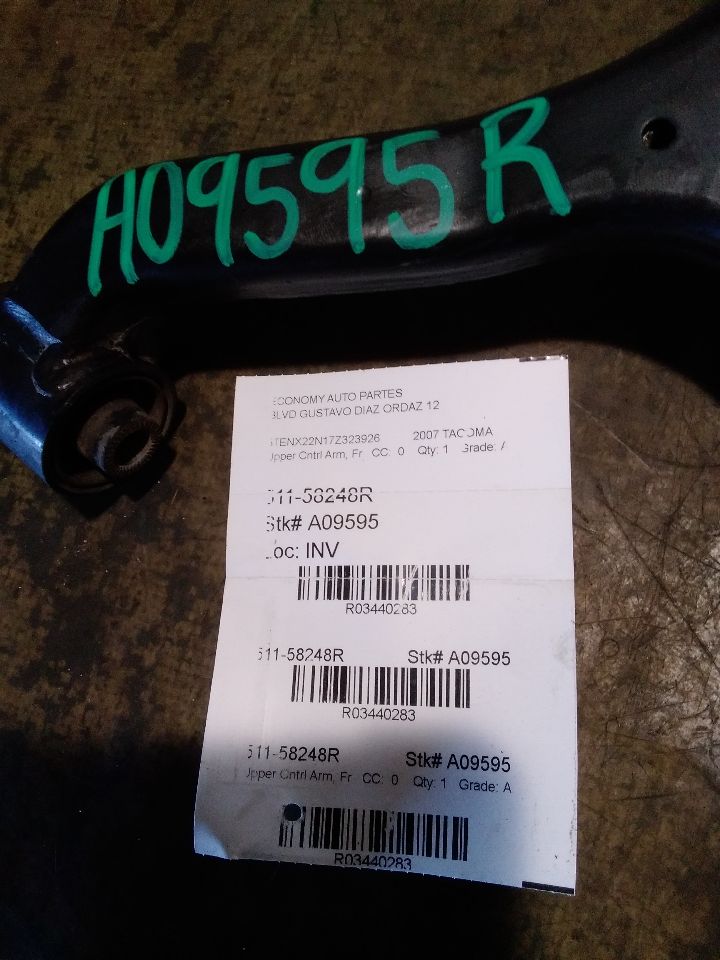 A09595 R
ECONOMY AUTO PARTES
BLVD GUSTAVO DIAZ ORDAZ 12
5TENX22N17Z323926 2007 TACOMA
Upper Cntrl Arm, Fr CC: 0 Qty: 1 Grade: A
511-58248R
Stk# A09595
Loc: INV
R03440283
511-58248R Stk# A09595
R03440283
511-58248R Stk# A09595
Upper Cntrl Arm, Fr CC: 0 Qty: 1 Grade: A
R03440283